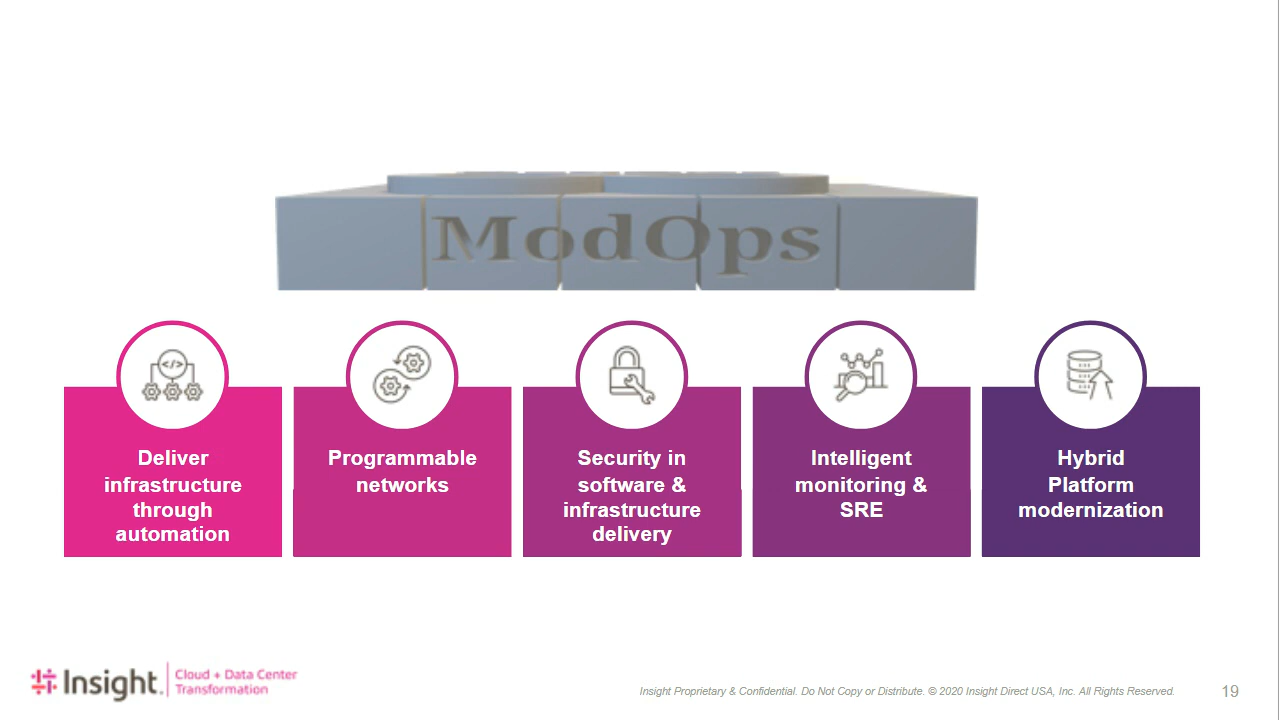 ModOps
</>
Deliver
infrastructure
through
automation
Programmable
networks
Security in
software &
infrastructure
delivery
Intelligent
monitoring &
SRE
Hybrid
Platform
modernization
Insight.
Cloud + Data Center
Transformation
Insight Proprietary & Confidential. Do Not Copy or Distribute. © 2020 Insight Direct USA, Inc. All Rights Reserved.
19